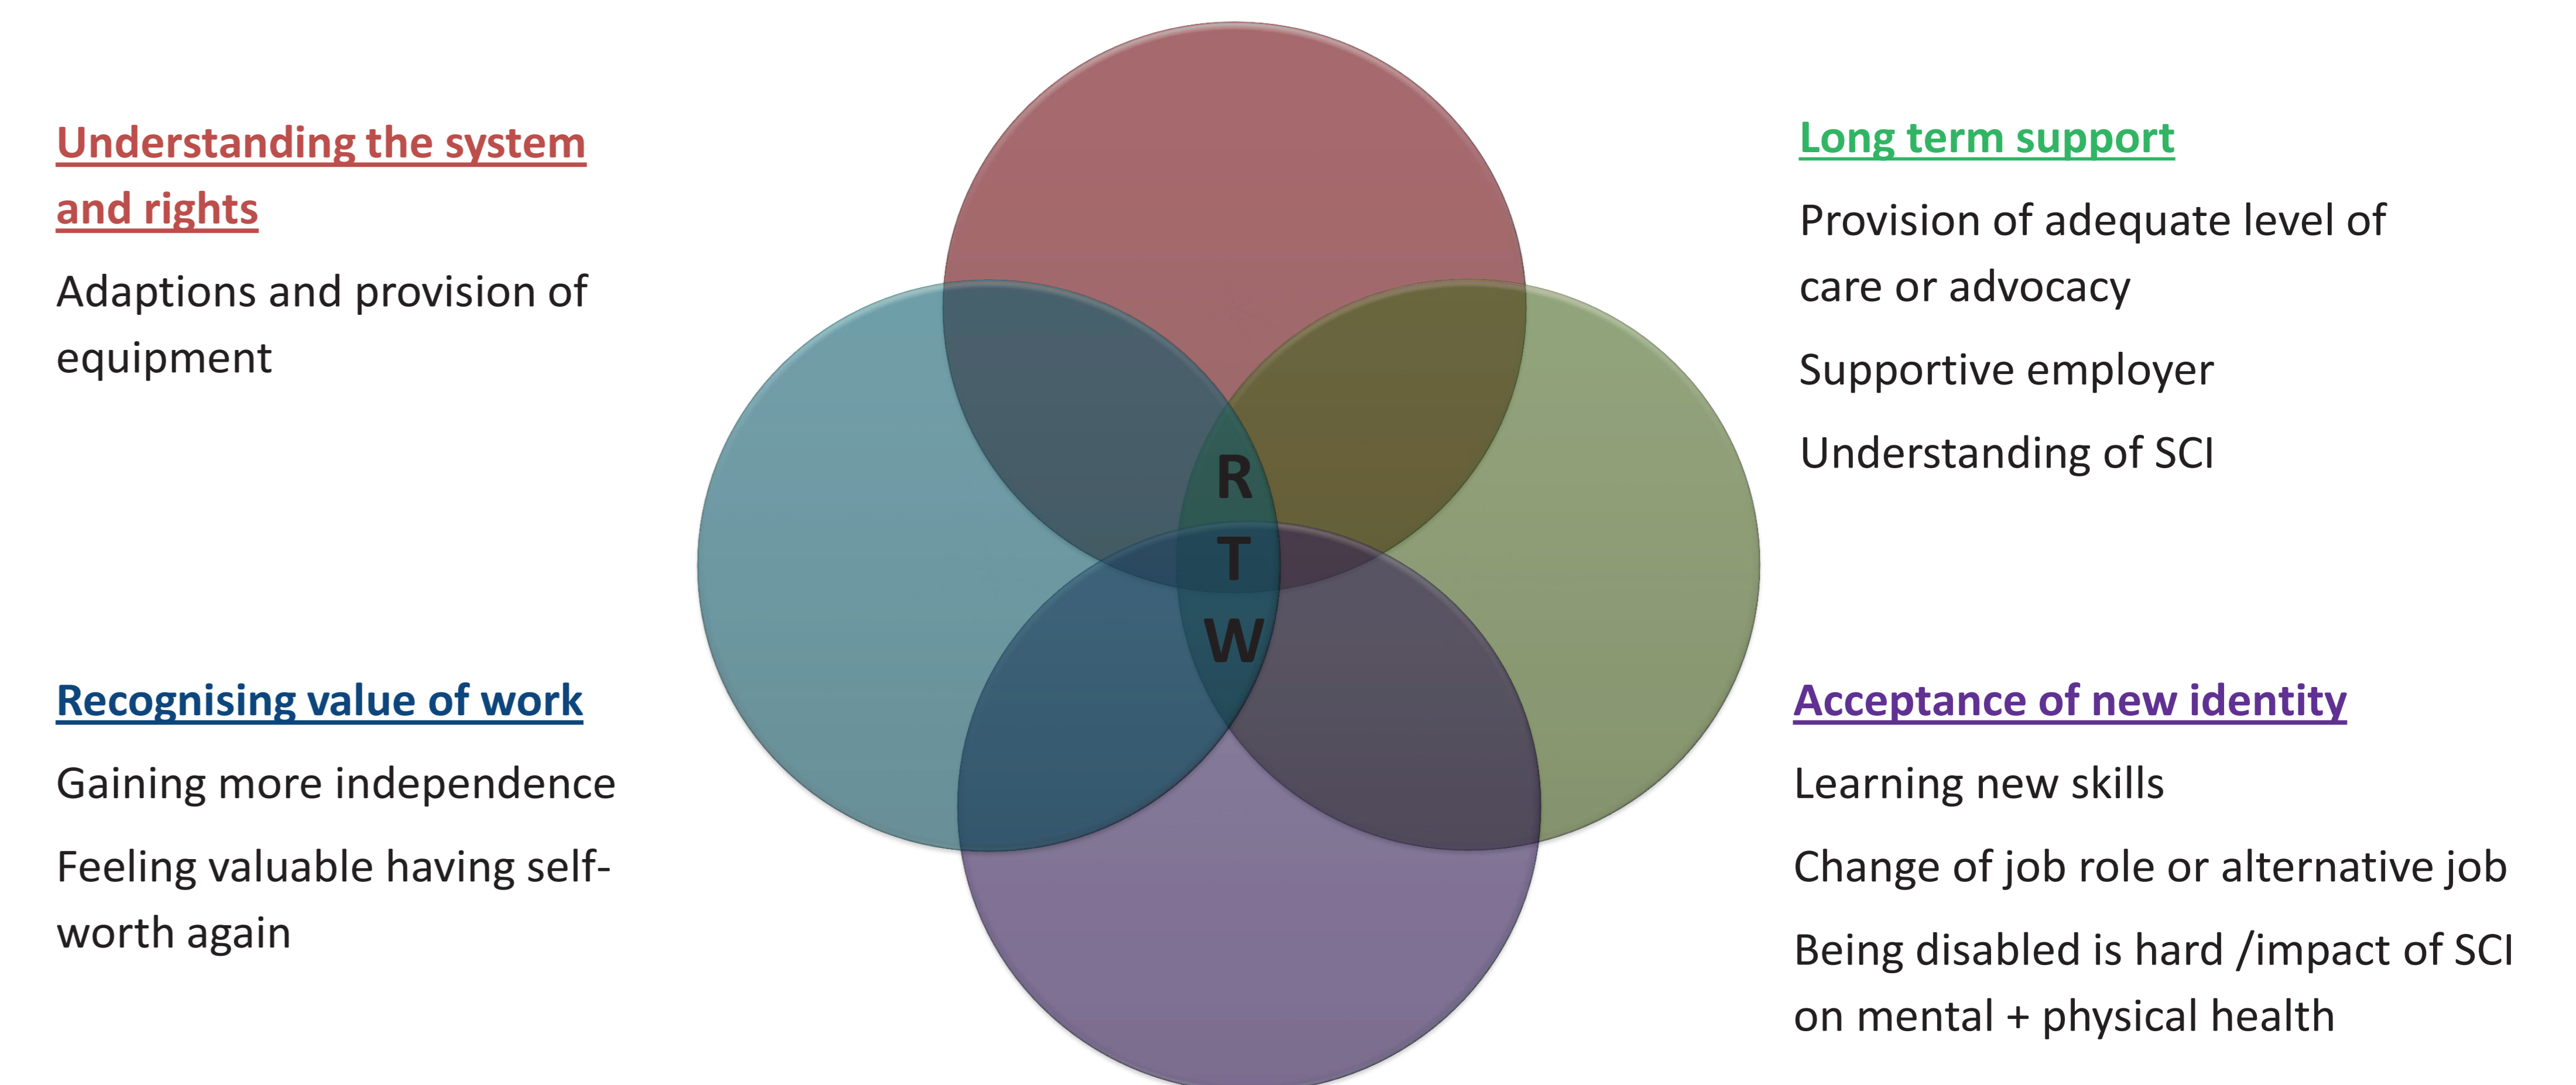 Understanding the system
and rights
Adaptions and provision of
equipment
Recognising value of work
Gaining more independence
Feeling valuable having self-
worth again
R
T
W
Long term support
Provision of adequate level of
care or advocacy
Supportive employer
Understanding of SCI
Acceptance of new identity
Learning new skills
Change of job role or alternative job
Being disabled is hard /impact of SCI
on mental + physical health